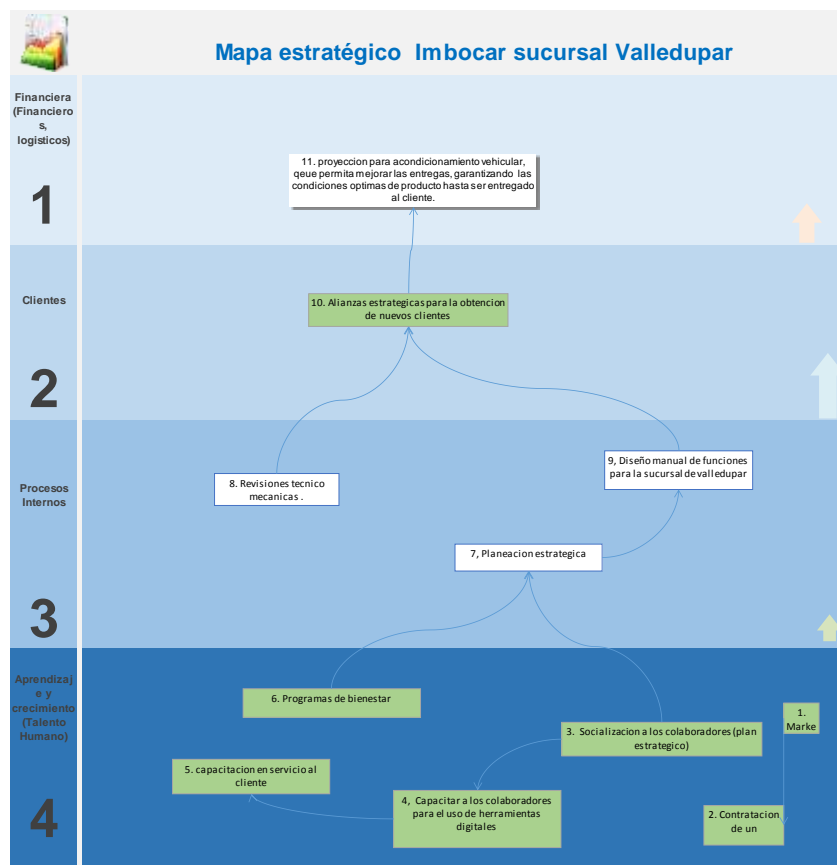 Mapa estratégico Imbocar sucursal Valledupar
Financiera
(Financiero
s,
logisticos)
1
11. proyeccion para acondicionamiento vehicular,
qeue permita mejorar las entregas, garantizando las
condiciones optimas de producto hasta ser entregado
al cliente.
Clientes
2
10. Alianzas estrategicas para la obtencion
de nuevos clientes
Procesos
Internos
3
8. Revisiones tecnico
mecanicas .
9, Diseño manual de funciones
para la sucursal de valledupar
7, Planeacion estrategica
Aprendizaj
e y
crecimiento
(Talento
Humano)
4
6. Programas de bienestar
1.
Marke
3. Socializacion a los colaboradores (plan
estrategico)
5. capacitacion en servicio al
cliente
4, Capacitar a los colaboradores
para el uso de herramientas
digitales
2. Contratacion
de un